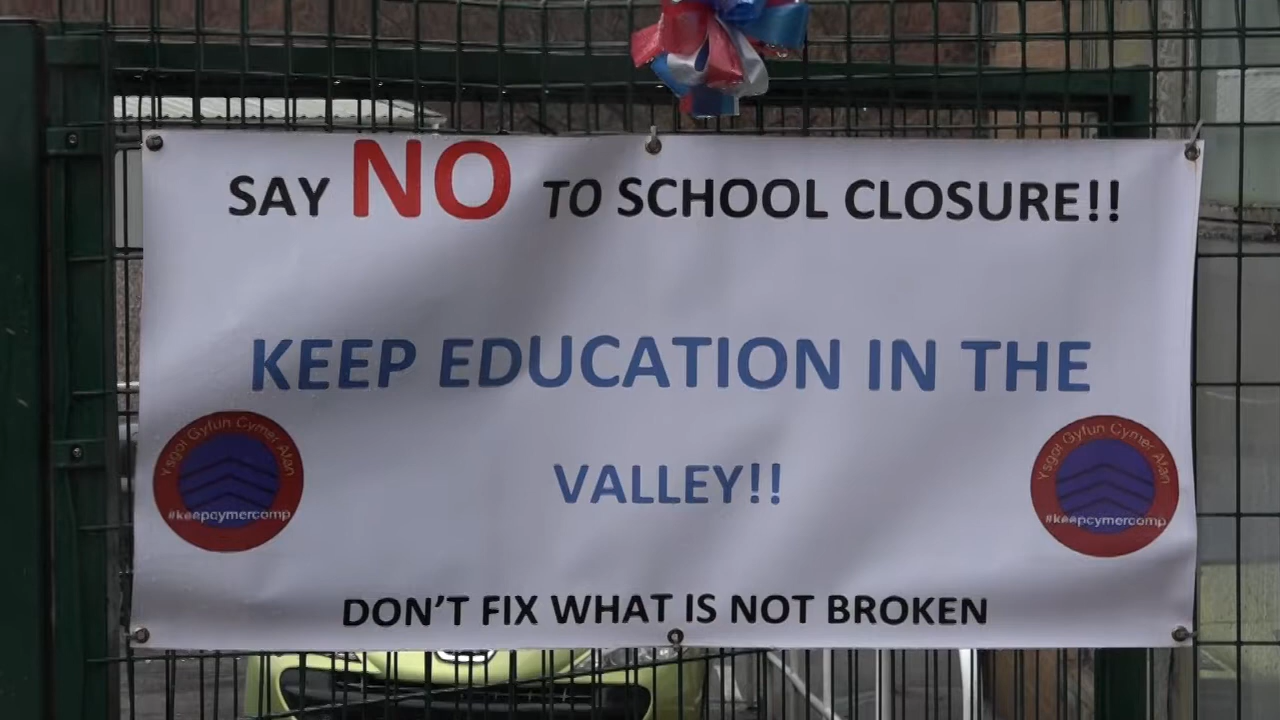 SAY NO TO SCHOOL CLOSURE!!
KEEP EDUCATION IN THE
VALLEY!!
Ysgol Gyfun Cymer Afan
#keepcymercomp
Ysgol Gyfun Cymer Afan
#keepcymercomp
DON'T FIX WHAT IS NOT BROKEN